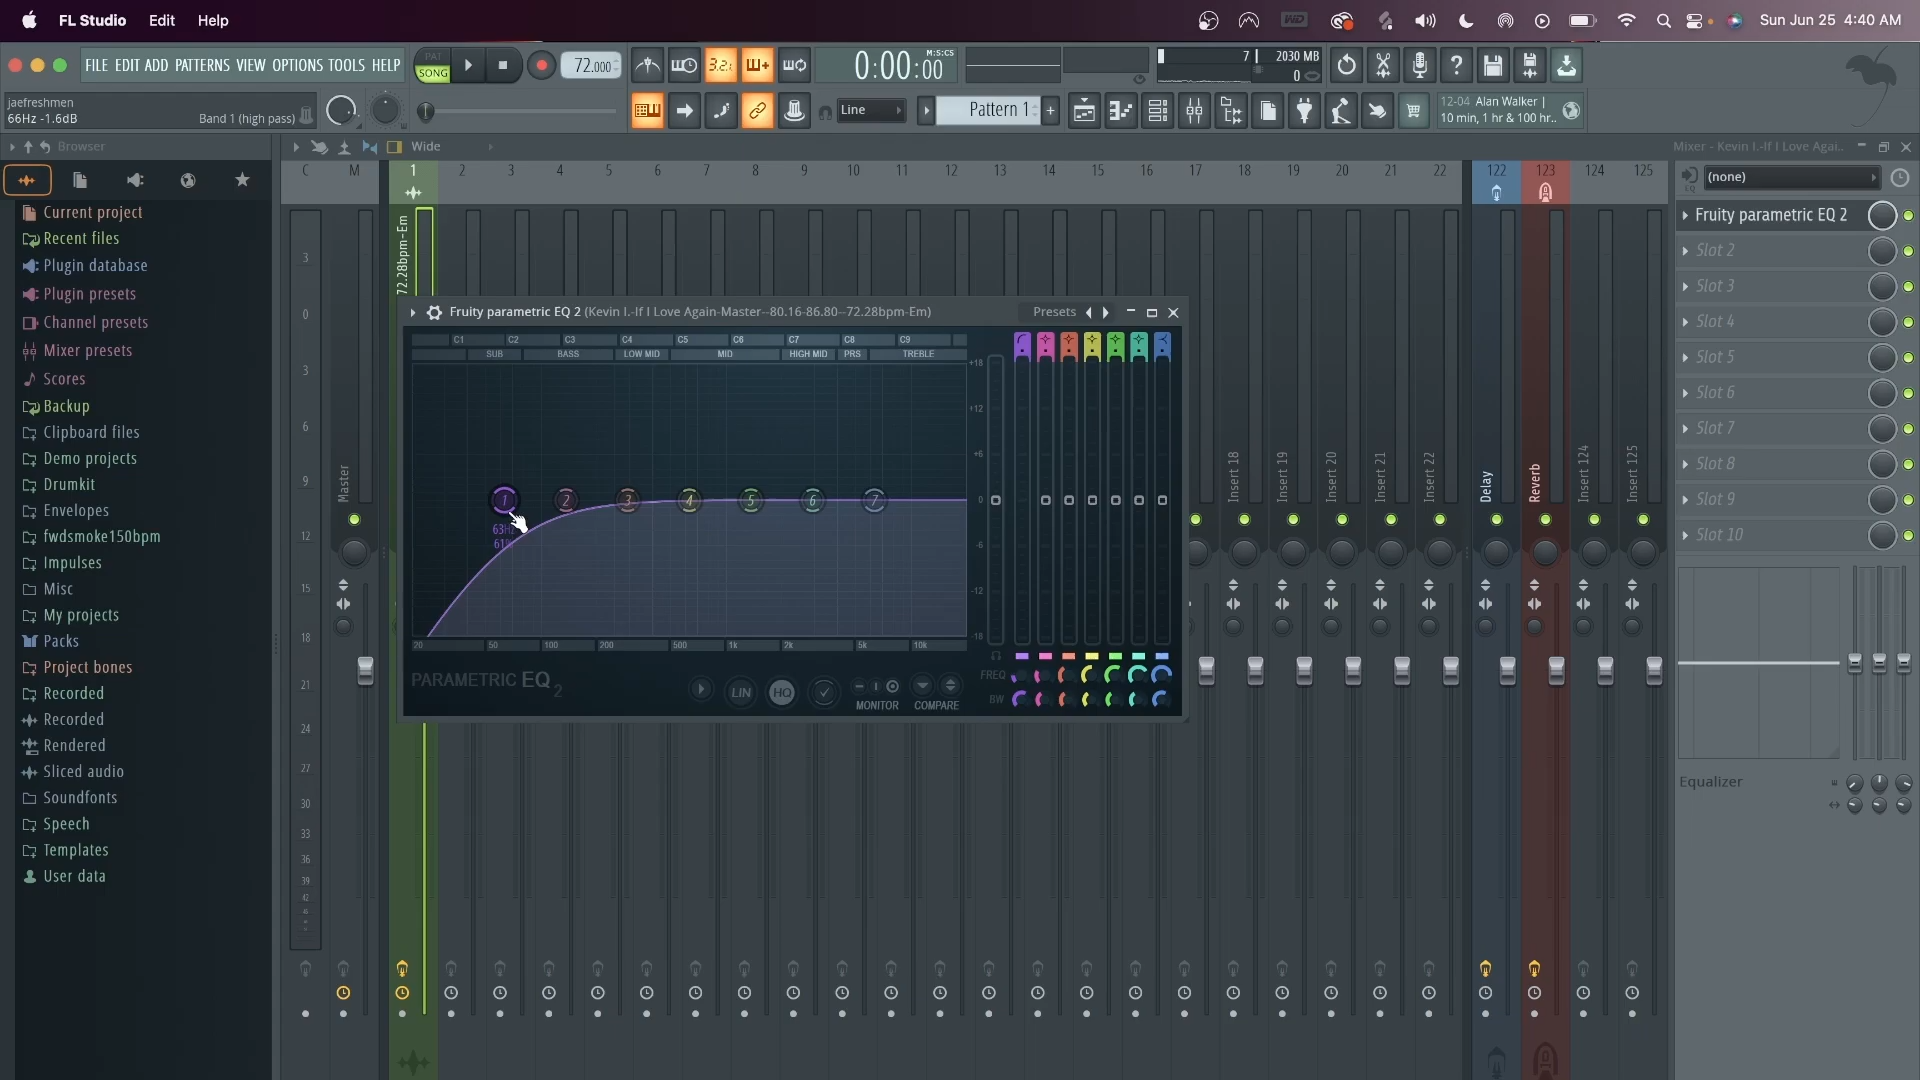 FL Studio Edit Help
Sun Jun 25 4:40 AM
FILE EDIT ADD PATTERNS VIEW OPTIONS TOOLS HELP
PAT
SONG
72.000
3.2.
0:00:00
M:S:CS
7
2030 MB
0
jaefreshmen
66Hz -1.6dB
Band 1 (high pass)
Line
Pattern 1
+
12-04 Alan Walker |
10 min, 1 hr & 100 hr..
Browser
Wide
Mixer - Kevin I.-If I Love Agai..
C M 1 2 3 4 5 6 7 8 9 10 11 12 13 14 15 16 17 18 19 20 21 22 122 123 124 125
Current project
Recent files
Plugin database
Plugin presets
Channel presets
Mixer presets
Scores
Backup
Clipboard files
Demo projects
Drumkit
Envelopes
fwdsmoke150bpm
Impulses
Misc
My projects
Packs
Project bones
Recorded
Recorded
Rendered
Sliced audio
Soundfonts
Speech
Templates
User data
3
0
3
6
9
12
15
18
21
24
27
30
33
36
39
42
Master
72.28bpm-Em
Insert 18
Insert 19
Insert 20
Insert 21
Insert 22
Delay
Reverb
Insert 124
Insert 125
Fruity parametric EQ 2 (Kevin I.-If I Love Again-Master--80.16-86.80--72.28bpm-Em)
Presets
C1 C2 C3 C4 C5 C6 C7 C8 C9
SUB BASS LOW MID MID HIGH MID PRS TREBLE
+18
+12
+6
0
-6
-12
-18
1 2 3 4 5 6 7
63Hz
61%
20 50 100 200 500 1k 2k 5k 10k
PARAMETRIC EQ 2
LIN
HQ
MONITOR
COMPARE
FREQ
BW
(none)
EQ
Fruity parametric EQ 2
Slot 2
Slot 3
Slot 4
Slot 5
Slot 6
Slot 7
Slot 8
Slot 9
Slot 10
Equalizer